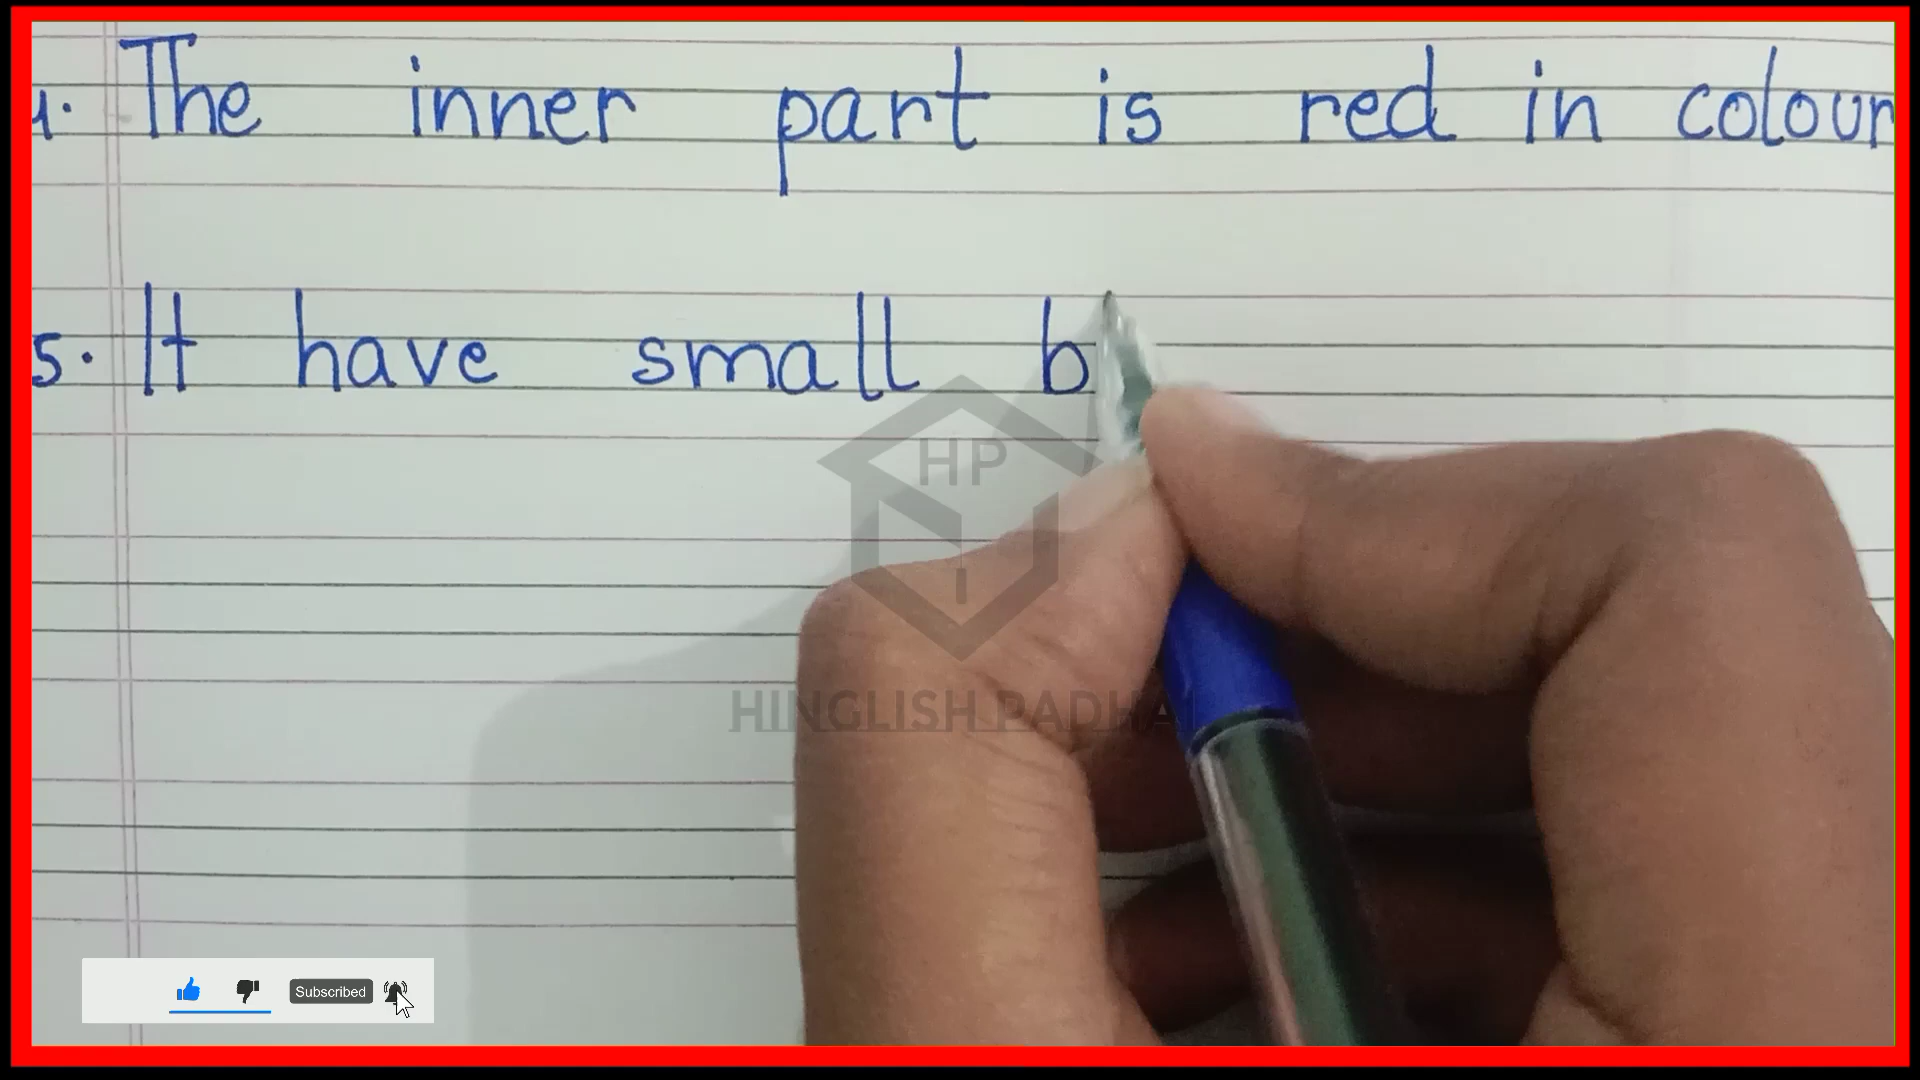 4. The inner part is red in colour
5. It have small b
HP
HINGLISH PADHAI
Subscribed